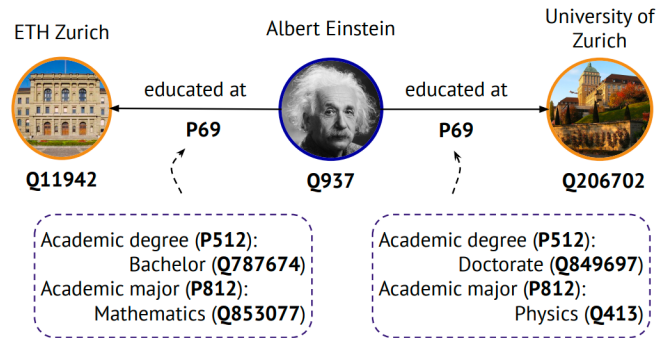 ETH Zurich
Albert Einstein
University of
Zurich
educated at
P69
educated at
P69
Q11942
Q937
Q206702
Academic degree (P512):
Bachelor (Q787674)
Academic major (P812):
Mathematics (Q853077)
Academic degree (P512):
Doctorate (Q849697)
Academic major (P812):
Physics (Q413)